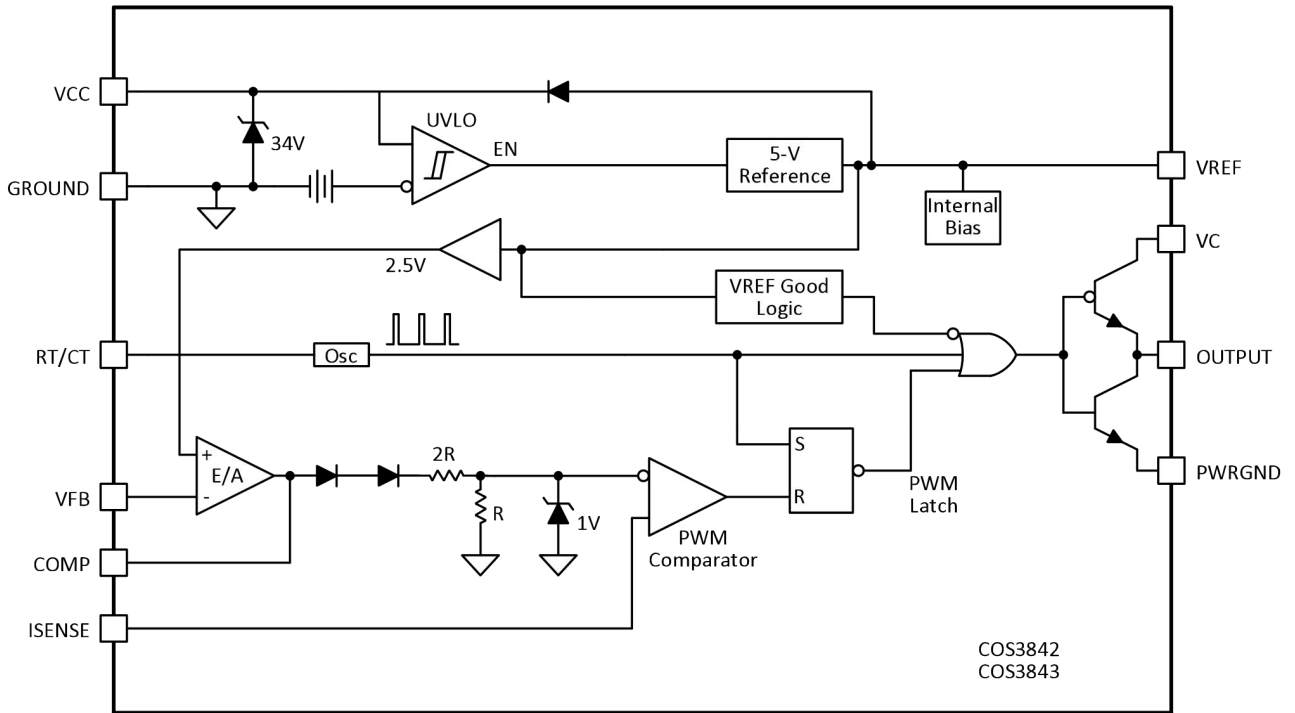 VCC
UVLO
34V
EN
5-V
Reference
GROUND
VREF
Internal
Bias
VC
2.5V
VREF Good
Logic
RT/CT
Osc
OUTPUT
+
E/A
-
2R
S
R
PWM
Latch
VFB
R
1V
PWM
Comparator
PWRGND
COMP
ISENSE
COS3842
COS3843